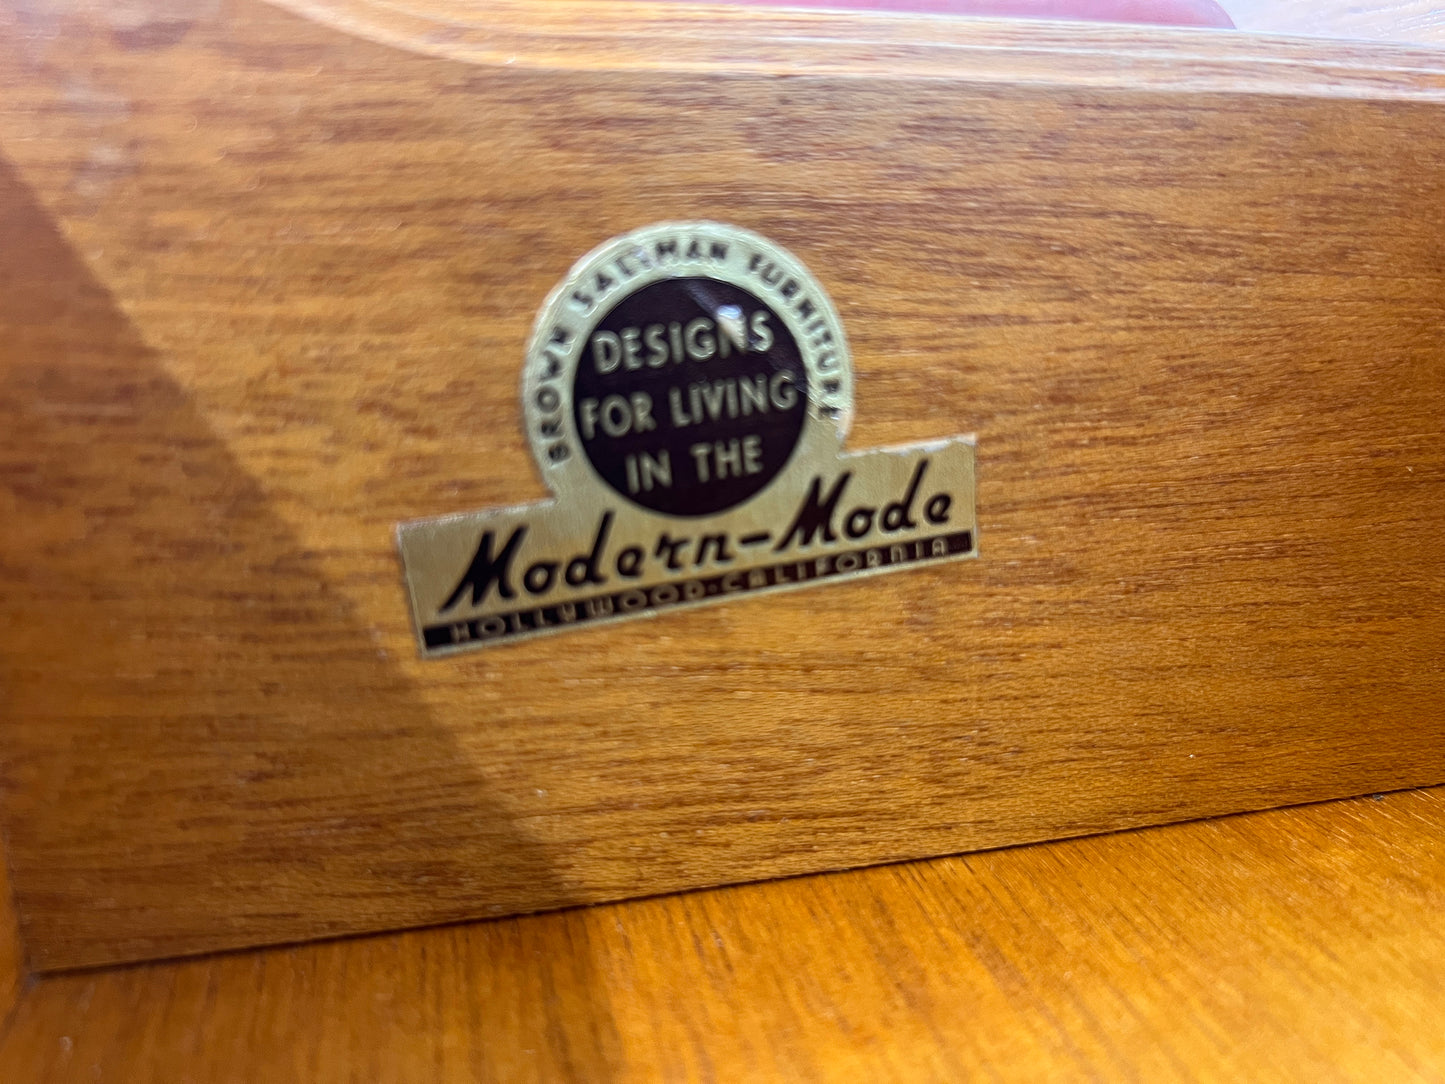 BROWN SALTMAN FURNITURE
DESIGNS
FOR LIVING
IN THE
Modern-Mode
HOLLYWOOD·CALIFORNIA